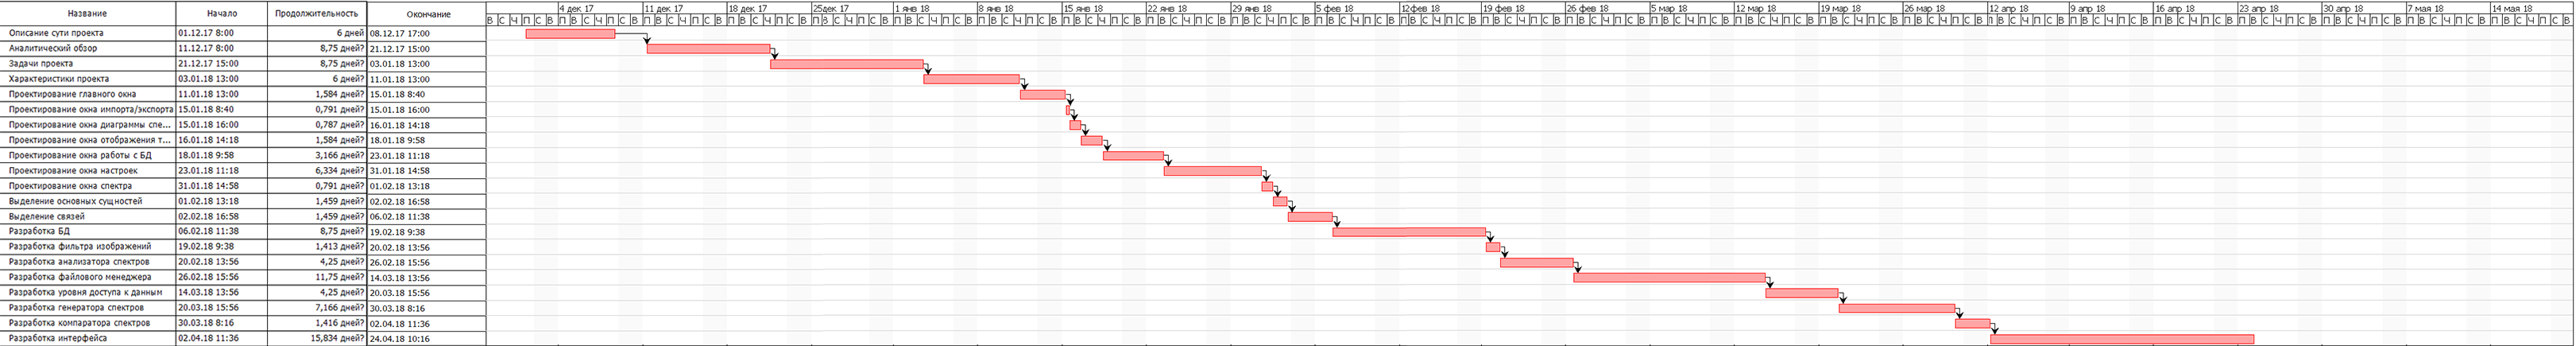 Название Начало Продолжительность Окончание
4 дек 17 11 дек 17 18 дек 17 25дек 17 1 янв 18 8 янв 18 15 янв 18 22 янв 18 29 янв 18 5 фев 18 12фев 18 19 фев 18 26 фев 18 5 мар 18 12 мар 18 19 мар 18 26 мар 18 12 апр 18 9 апр 18 16 апр 18 23 апр 18 30 апр 18 7 мая 18 14 мая 18
Описание сути проекта 01.12.17 8:00 6 дней 08.12.17 17:00
Аналитический обзор 11.12.17 8:00 8,75 дней? 21.12.17 15:00
Задачи проекта 21.12.17 15:00 8,75 дней? 03.01.18 13:00
Характеристики проекта 03.01.18 13:00 6 дней? 11.01.18 13:00
Проектирование главного окна 11.01.18 13:00 1,584 дней? 15.01.18 8:40
Проектирование окна импорта/экспорта 15.01.18 8:40 0,791 дней? 15.01.18 16:00
Проектирование окна диаграммы спе... 15.01.18 16:00 0,787 дней? 16.01.18 14:18
Проектирование окна отображения т... 16.01.18 14:18 1,584 дней? 18.01.18 9:58
Проектирование окна работы с БД 18.01.18 9:58 3,166 дней? 23.01.18 11:18
Проектирование окна настроек 23.01.18 11:18 6,334 дней? 31.01.18 14:58
Проектирование окна спектра 31.01.18 14:58 0,791 дней? 01.02.18 13:18
Выделение основных сущностей 01.02.18 13:18 1,459 дней? 02.02.18 16:58
Выделение связей 02.02.18 16:58 1,459 дней? 06.02.18 11:38
Разработка БД 06.02.18 11:38 8,75 дней? 19.02.18 9:38
Разработка фильтра изображений 19.02.18 9:38 1,413 дней? 20.02.18 13:56
Разработка анализатора спектров 20.02.18 13:56 4,25 дней? 26.02.18 15:56
Разработка файлового менеджера 26.02.18 15:56 11,75 дней? 14.03.18 13:56
Разработка уровня доступа к данным 14.03.18 13:56 4,25 дней? 20.03.18 15:56
Разработка генератора спектров 20.03.18 15:56 7,166 дней? 30.03.18 8:16
Разработка компаратора спектров 30.03.18 8:16 1,416 дней? 02.04.18 11:36
Разработка интерфейса 02.04.18 11:36 15,834 дней? 24.04.18 10:16